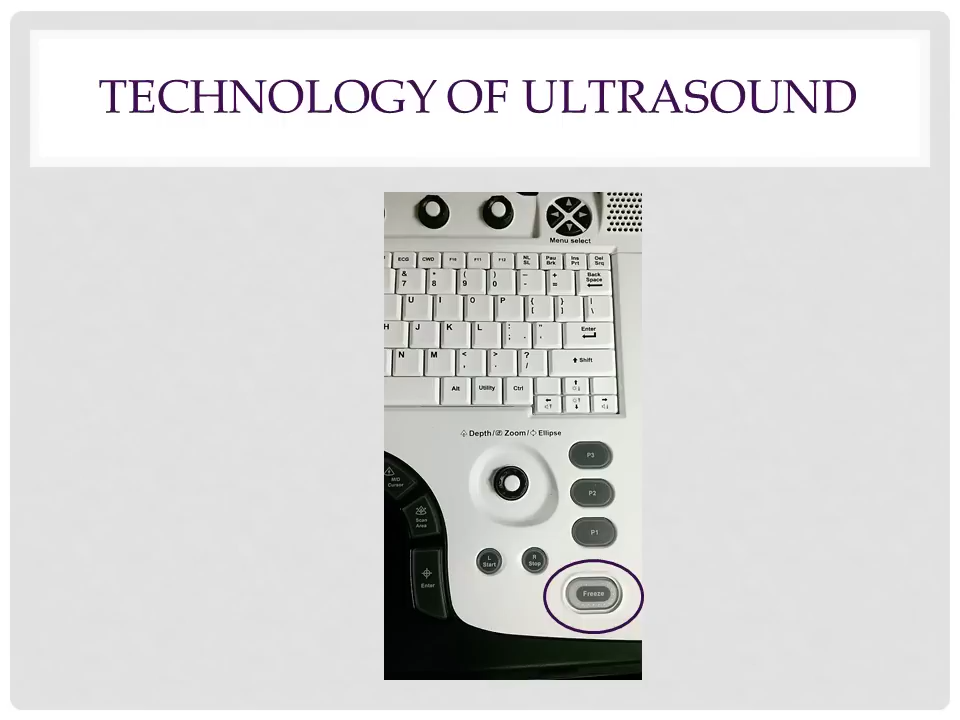 TECHNOLOGY OF ULTRASOUND
Menu select
ECG CWD F10 F11 F12 NL SL Pau Brk Ins Prt Del Srq
& 7 * 8 ( 9 ) 0 — - + = Back Space
U I O P { [ } ] | \
H J K L : ; " ' Enter
N M < , > . ? / Shift
Alt Utility Ctrl
Depth/ Zoom/ Ellipse
P3
M/D Cursor
P2
Scan Area
P1
L Start
R Stop
Enter
Freeze